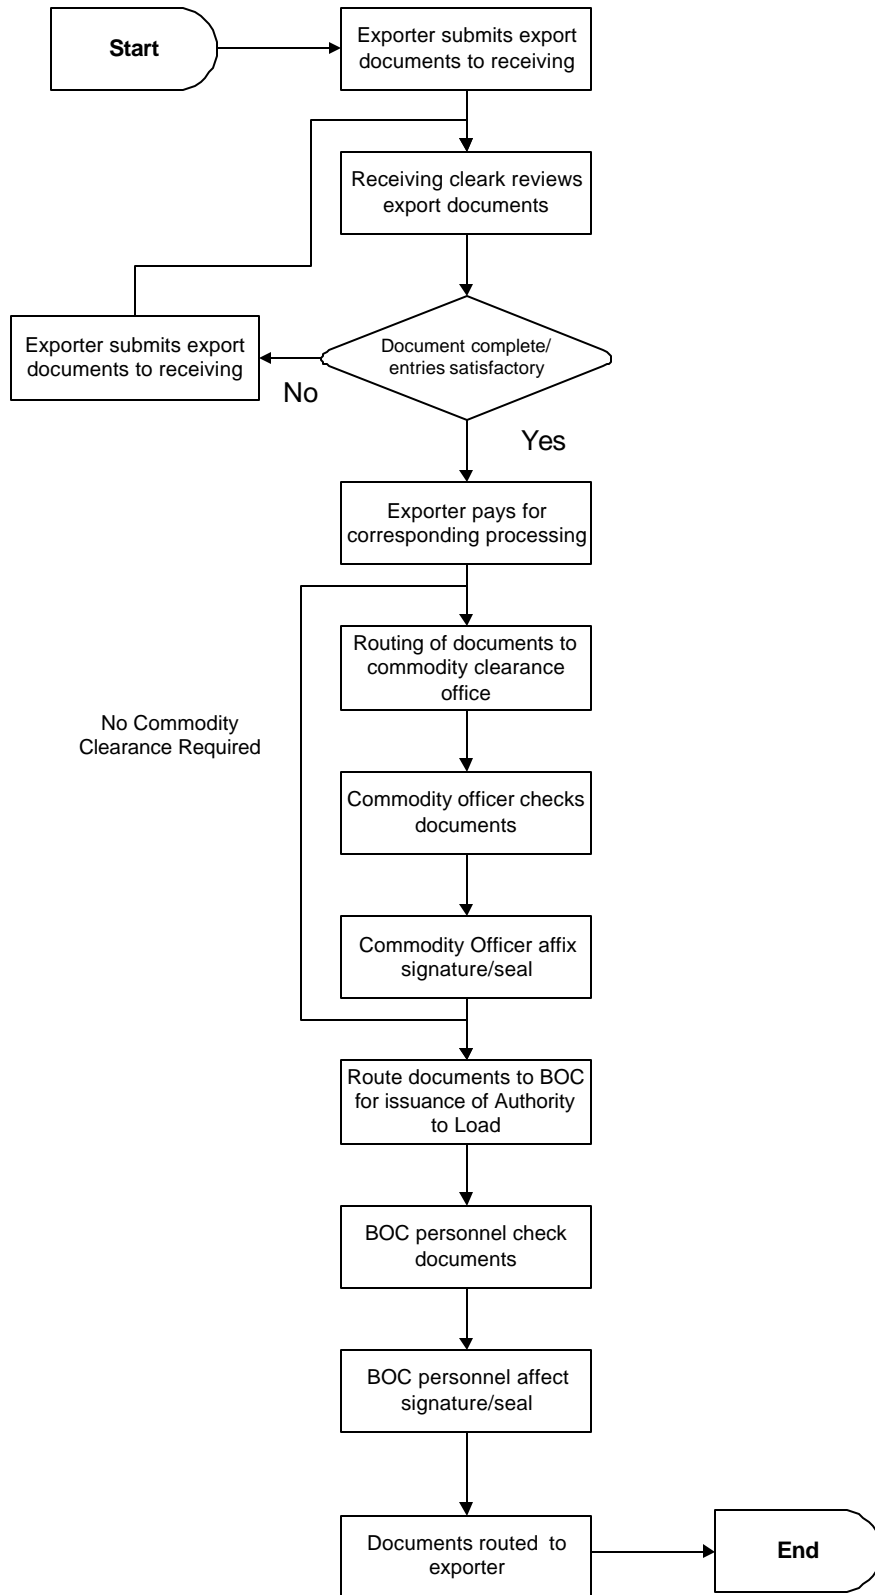 Start
Exporter submits export
documents to receiving
Receiving cleark reviews
export documents
Document complete/
entries satisfactory
No
Exporter submits export
documents to receiving
Yes
Exporter pays for
corresponding processing
Routing of documents to
commodity clearance
office
No Commodity
Clearance Required
Commodity officer checks
documents
Commodity Officer affix
signature/seal
Route documents to BOC
for issuance of Authority
to Load
BOC personnel check
documents
BOC personnel affect
signature/seal
Documents routed to
exporter
End